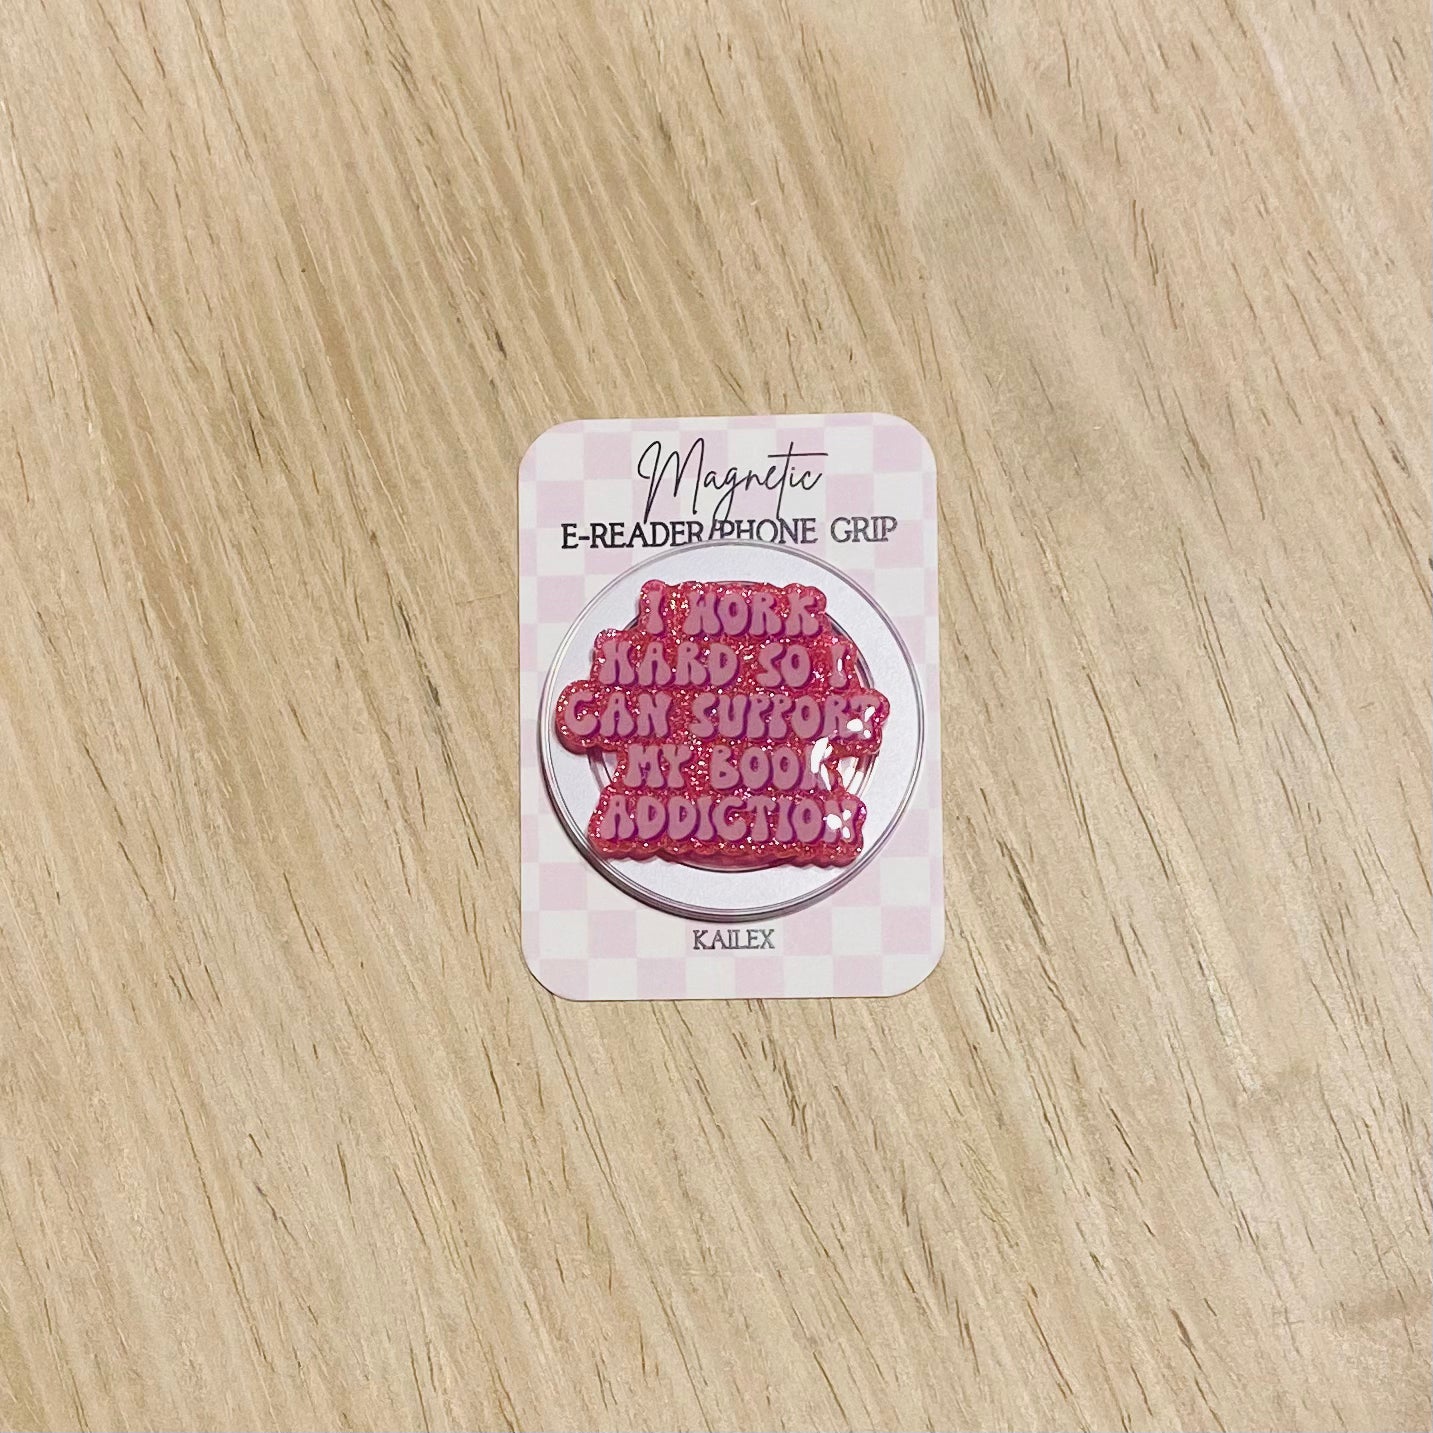 Magnetic
E-READER/PHONE GRIP
I WORK
HARD SO I
CAN SUPPORT
MY BOOK
ADDICTION
KAILEX